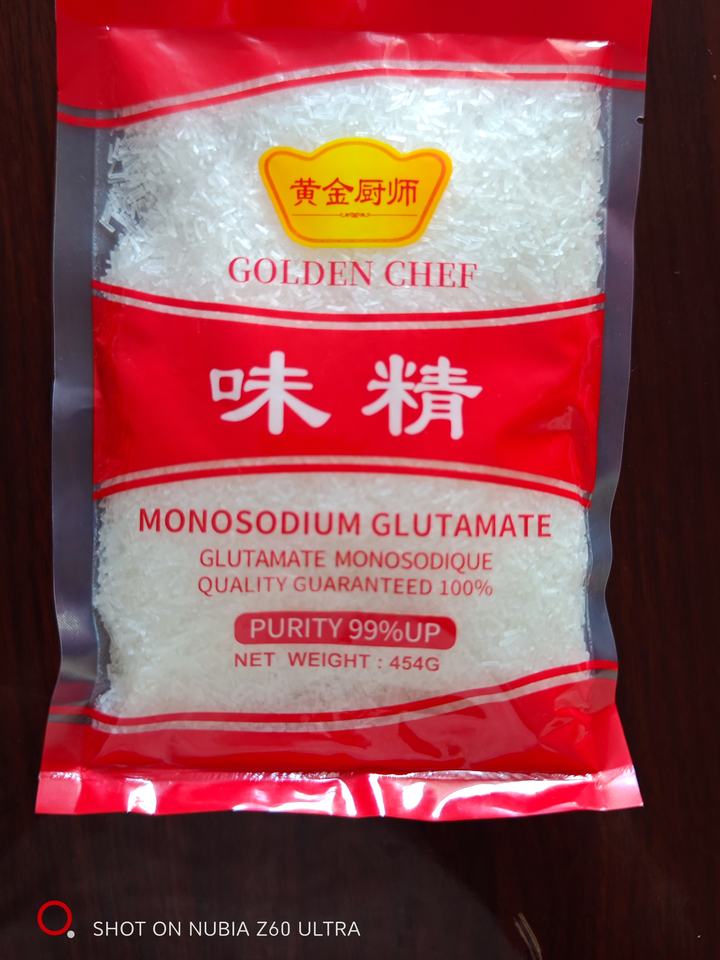 黄金厨师
GOLDEN CHEF
味精
MONOSODIUM GLUTAMATE
GLUTAMATE MONOSODIQUE
QUALITY GUARANTEED 100%
PURITY 99%UP
NET WEIGHT : 454G
SHOT ON NUBIA Z60 ULTRA